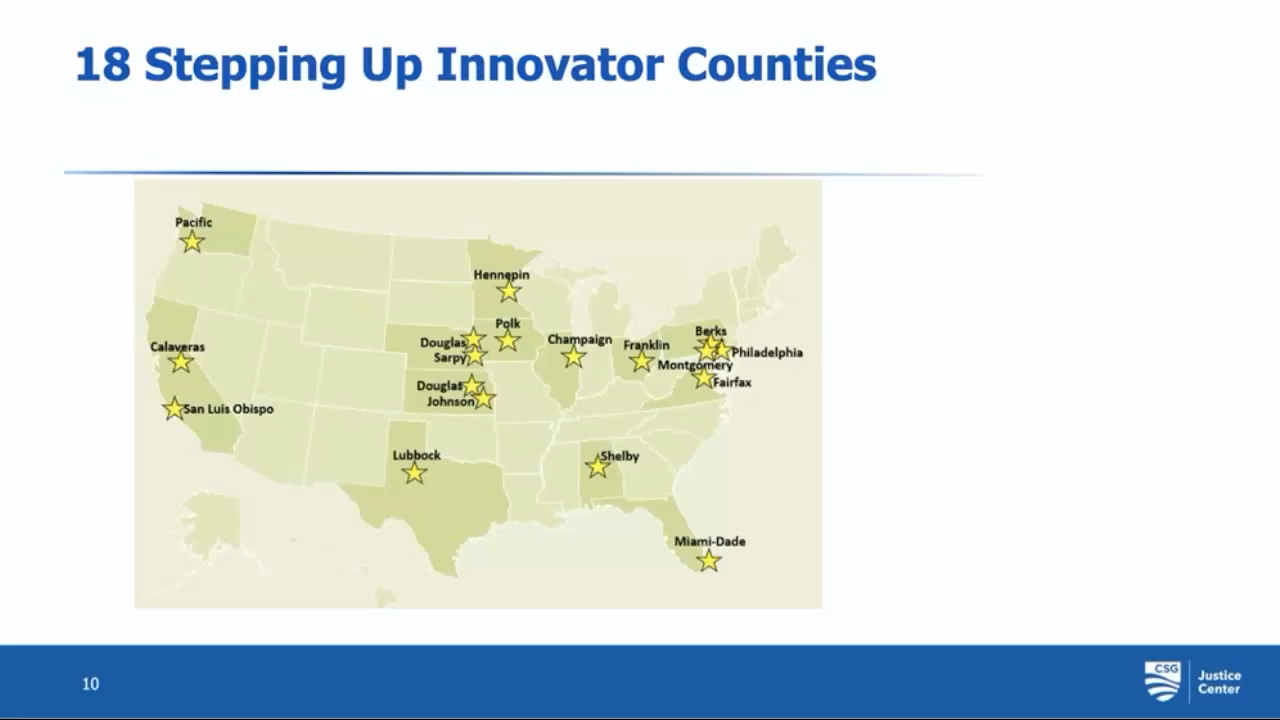 18 Stepping Up Innovator Counties
Pacific
Hennepin
Polk
Douglas
Sarpy
Champaign
Franklin
Berks
Philadelphia
Montgomery
Fairfax
Calaveras
Douglas
Johnson
San Luis Obispo
Lubbock
Shelby
Miami-Dade
10
CSG
Justice
Center